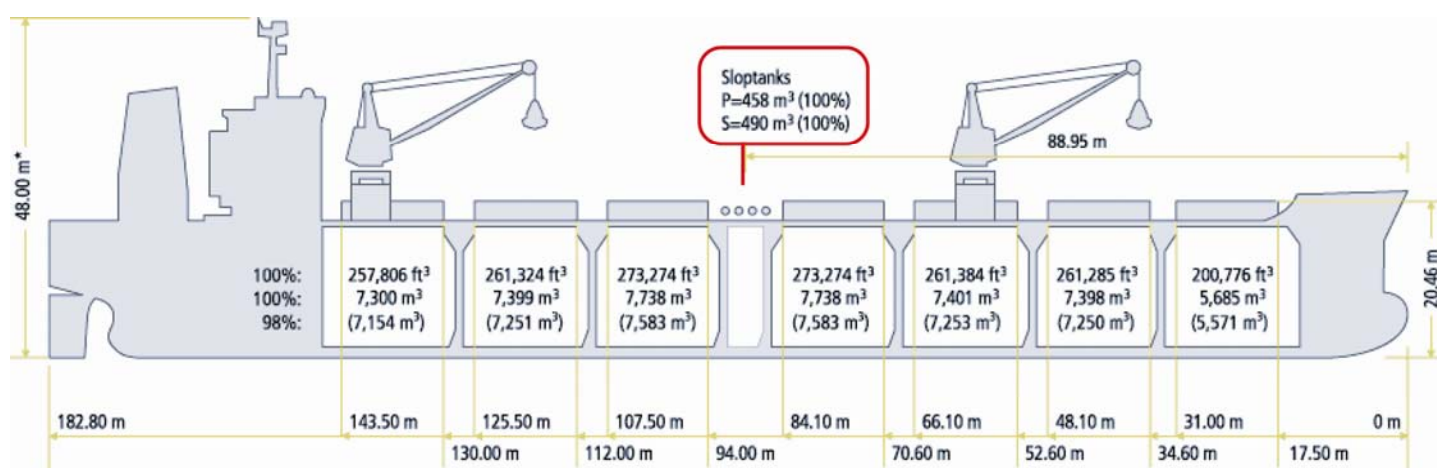 Sloptanks
P=458 m³ (100%)
S=490 m³ (100%)
88.95 m
48.00 m*
20.46 m
100%: 257,806 ft³ 261,324 ft³ 273,274 ft³ 273,274 ft³ 261,384 ft³ 261,285 ft³ 200,776 ft³
100%: 7,300 m³ 7,399 m³ 7,738 m³ 7,738 m³ 7,401 m³ 7,398 m³ 5,685 m³
98%: (7,154 m³) (7,251 m³) (7,583 m³) (7,583 m³) (7,253 m³) (7,250 m³) (5,571 m³)
182.80 m 143.50 m 125.50 m 107.50 m 84.10 m 66.10 m 48.10 m 31.00 m 0 m
130.00 m 112.00 m 94.00 m 70.60 m 52.60 m 34.60 m 17.50 m